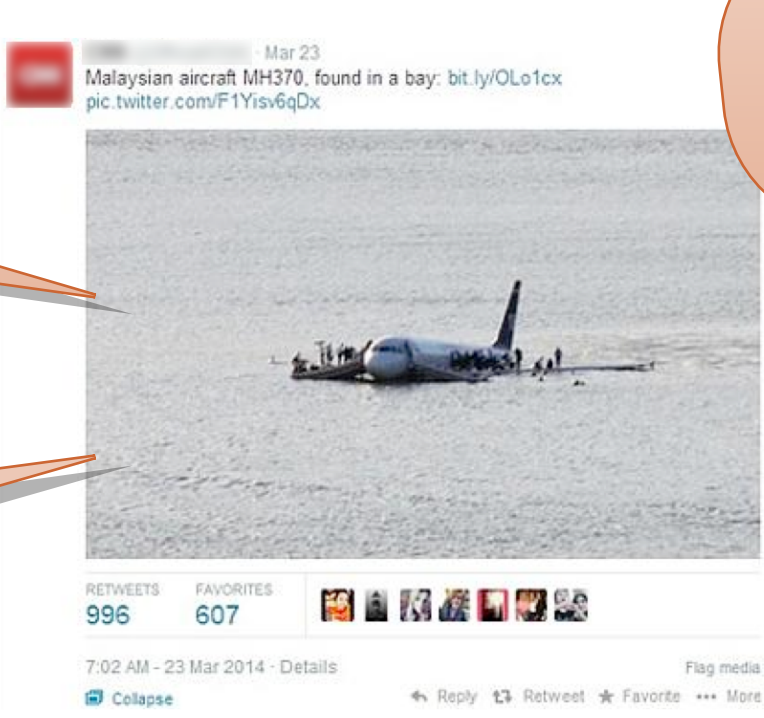 · Mar 23
Malaysian aircraft MH370, found in a bay: bit.ly/OLo1cx
pic.twitter.com/F1Yisv6qDx
RETWEETS FAVORITES
996 607
7:02 AM - 23 Mar 2014 · Details Flag media
Collapse Reply Retweet Favorite ••• More